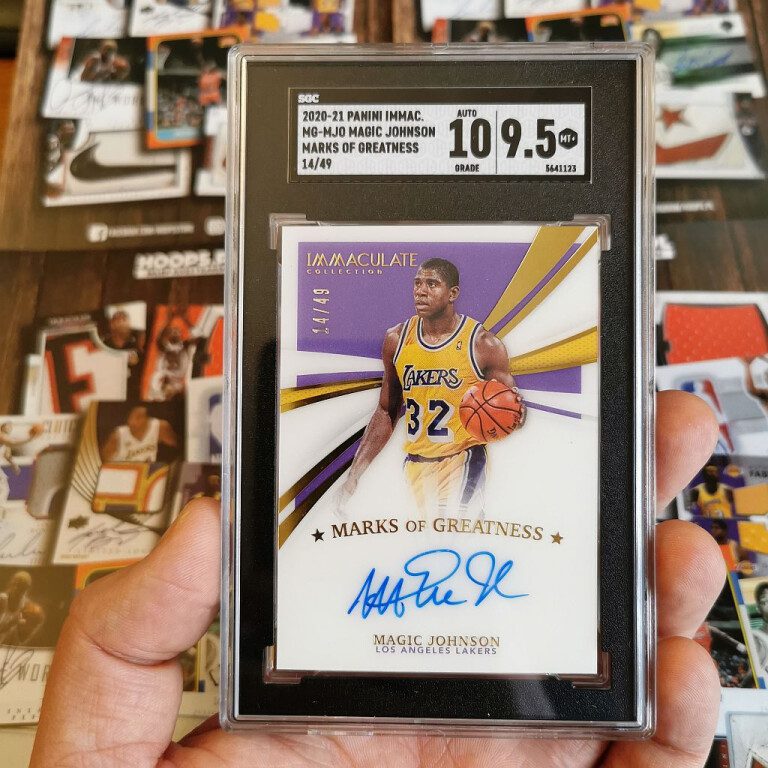 SGC
2020-21 PANINI IMMAC.
MG-MJO MAGIC JOHNSON
MARKS OF GREATNESS
14/49
AUTO
10
GRADE
9.5
MT+
5641123
IMMACULATE
COLLECTION
14/49
LAKERS
32
MARKS OF GREATNESS
MAGIC JOHNSON
LOS ANGELES LAKERS